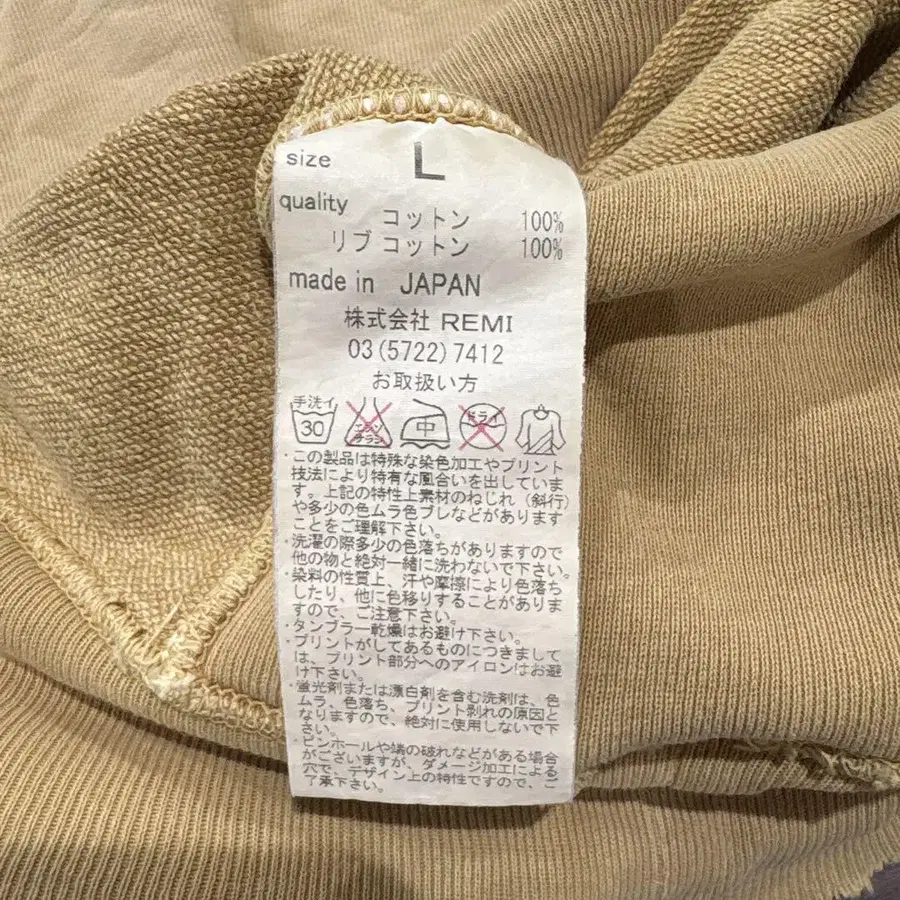 size L
quality コットン 100%
リブコットン 100%
made in JAPAN
株式会社 REMI
03(5722)7412
お取扱い方
手洗イ 30 エンソサラシ 中 ドライ
・この製品は特殊な染色加工やプリント
技法により特有な風合いを出していま
す。上記の特性上素材のねじれ（斜行）
や多少の色ムラ色ブレなどがあります
ことをご理解下さい。
・洗濯の際多少の色落ちがありますので
他の物と絶対一緒に洗わないで下さい。
・染料の性質上、汗や摩擦により色落ち
したり、他に色移りすることがありま
すので、ご注意下さい。
・タンブラー乾燥はお避け下さい。
・プリントがしてあるものにつきまして
は、プリント部分へのアイロンはお避
け下さい。
・蛍光剤または漂白剤を含む洗剤は、色
ムラ、色落ち、プリント剥れの原因と
なりますので、絶対に使用しないで下
さい。
・ピンホールや端の破れなどがある場合
がございますが、ダメージ加工による
穴で、デザイン上の特性ですので、ご
了承下さい。